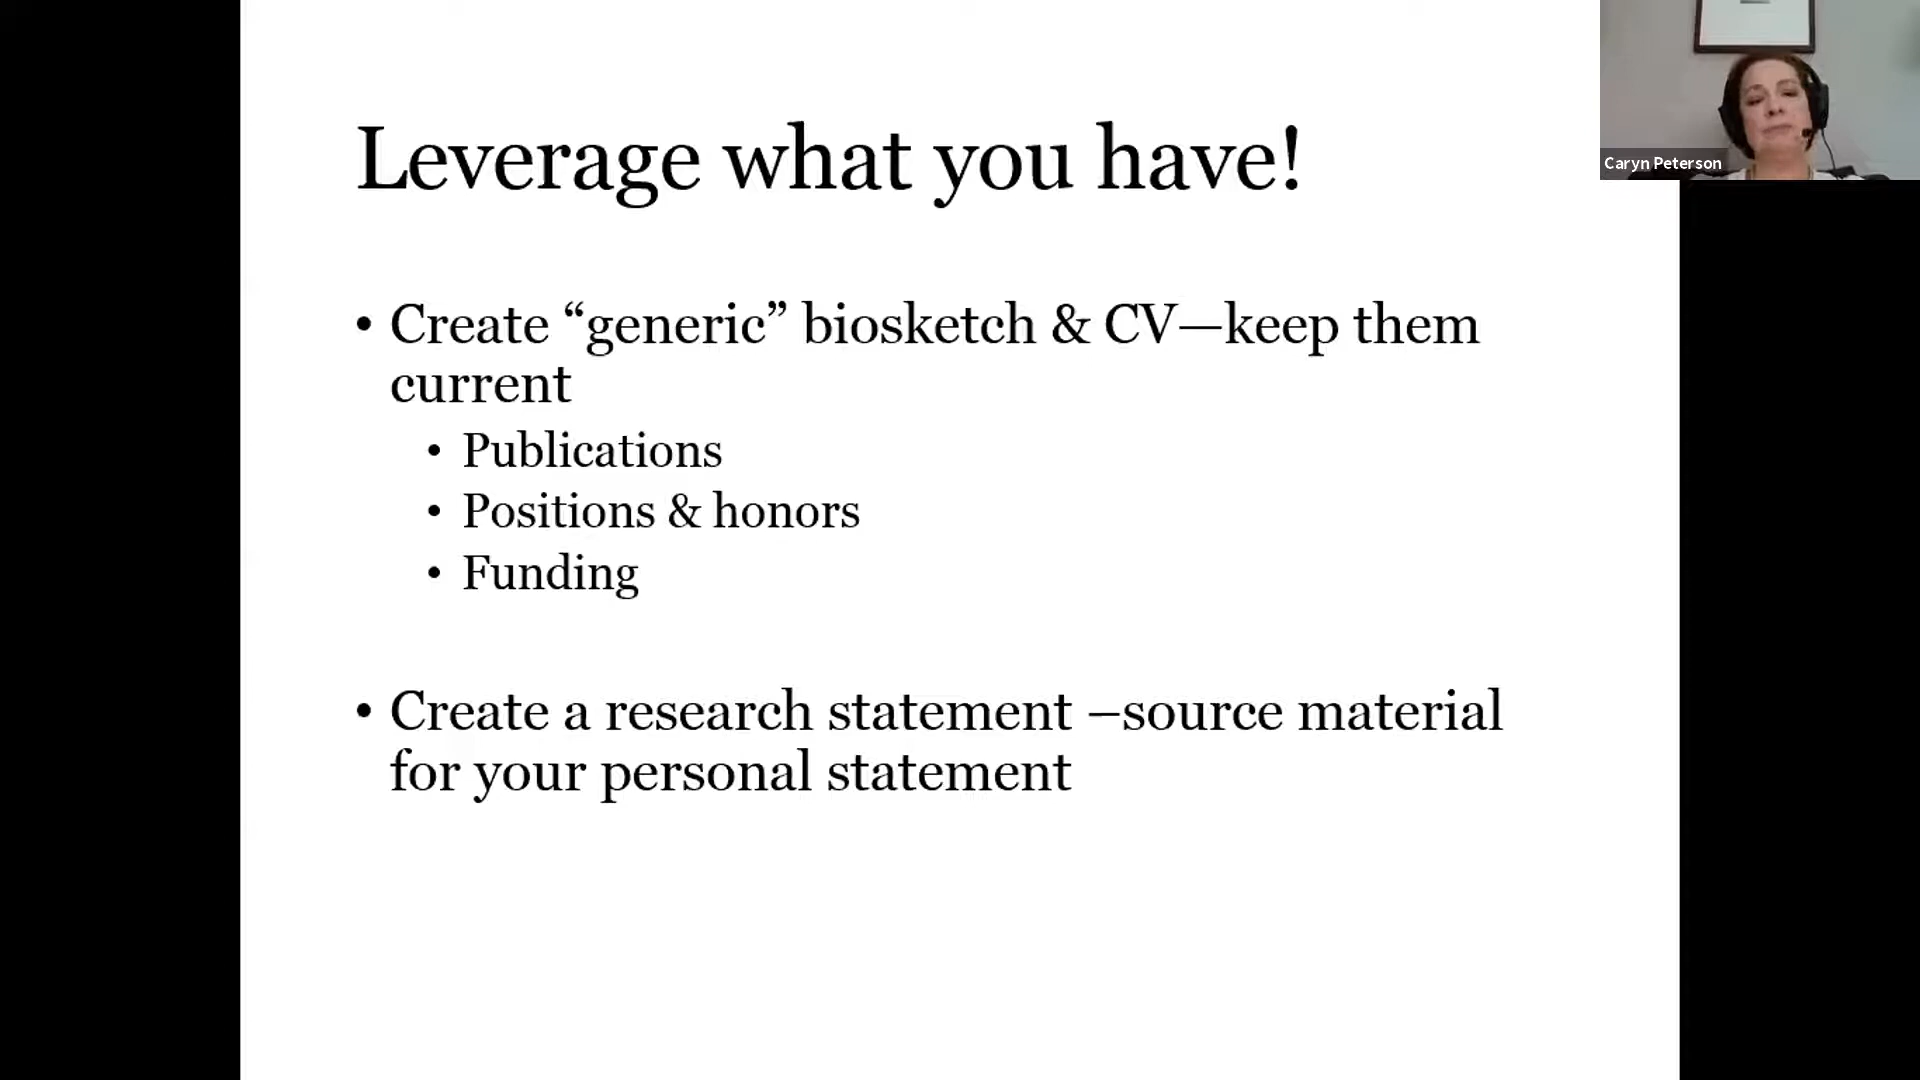 Leverage what you have!
• Create “generic” biosketch & CV—keep them
current
• Publications
• Positions & honors
• Funding
• Create a research statement –source material
for your personal statement
Caryn Peterson